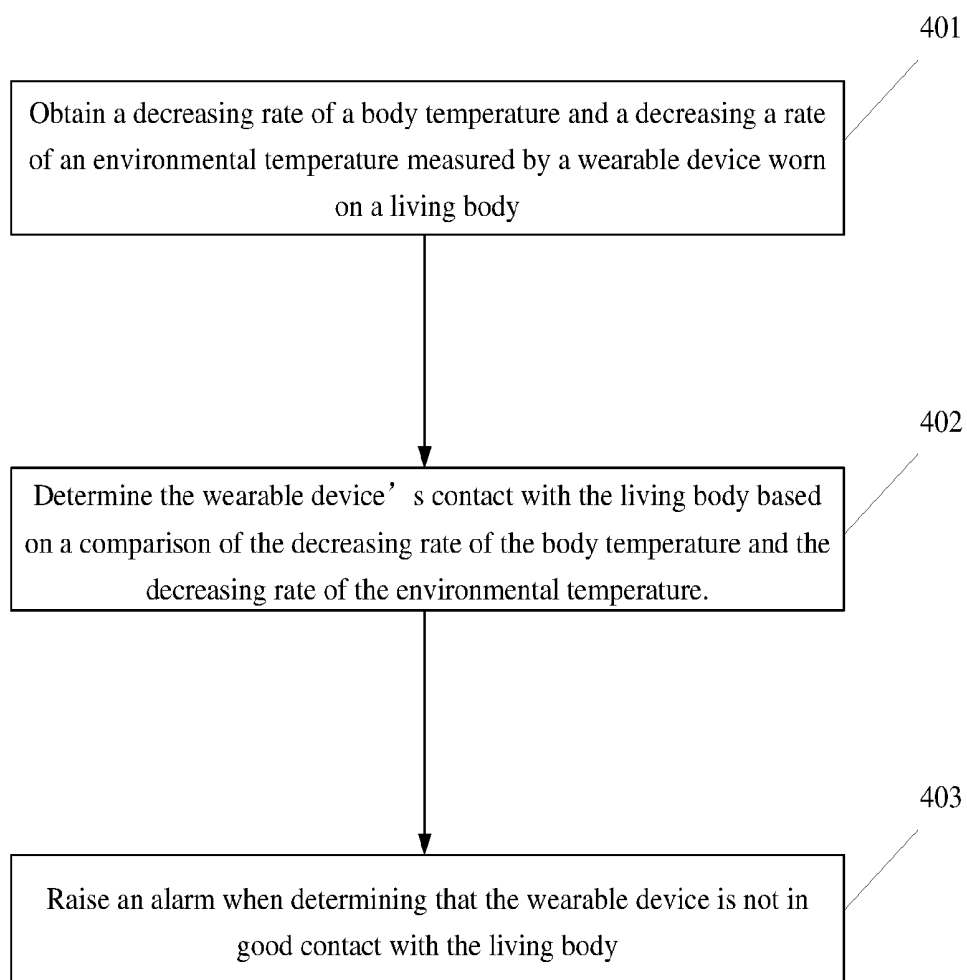 401
Obtain a decreasing rate of a body temperature and a decreasing a rate
of an environmental temperature measured by a wearable device worn
on a living body
402
Determine the wearable device’s contact with the living body based
on a comparison of the decreasing rate of the body temperature and the
decreasing rate of the environmental temperature.
403
Raise an alarm when determining that the wearable device is not in
good contact with the living body